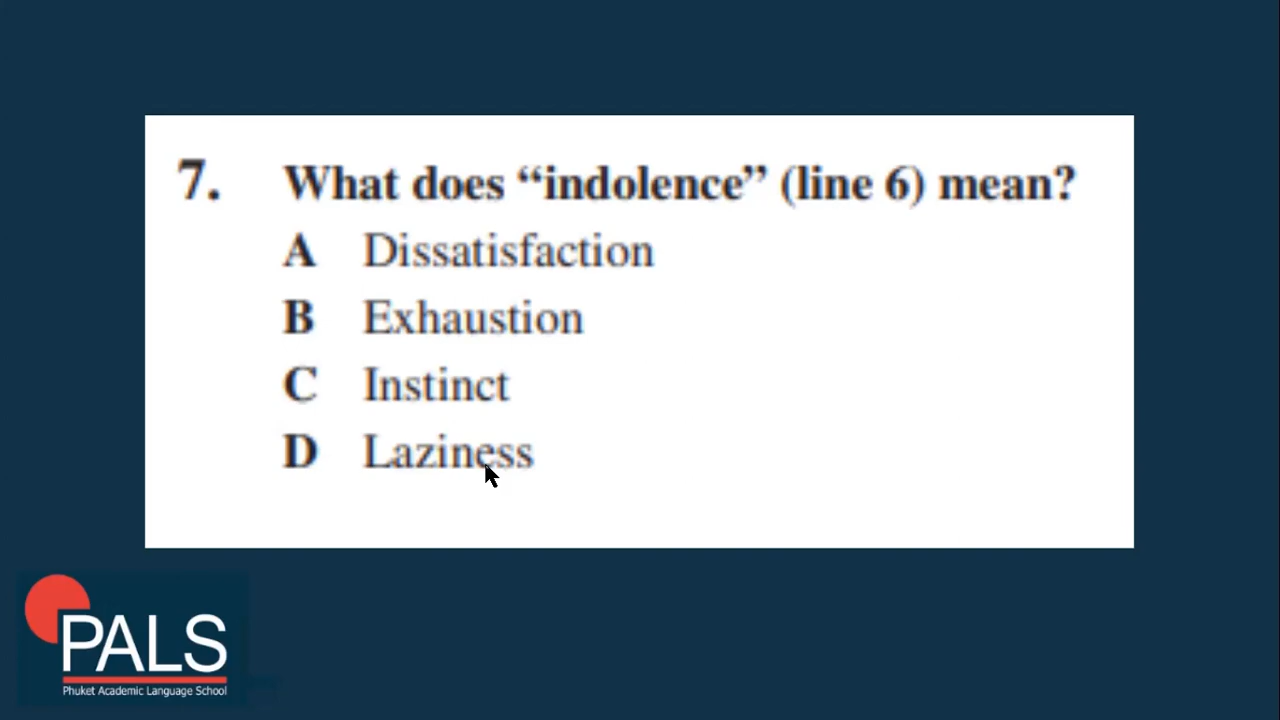 7. What does “indolence” (line 6) mean?
A Dissatisfaction
B Exhaustion
C Instinct
D Laziness
PALS
Phuket Academic Language School